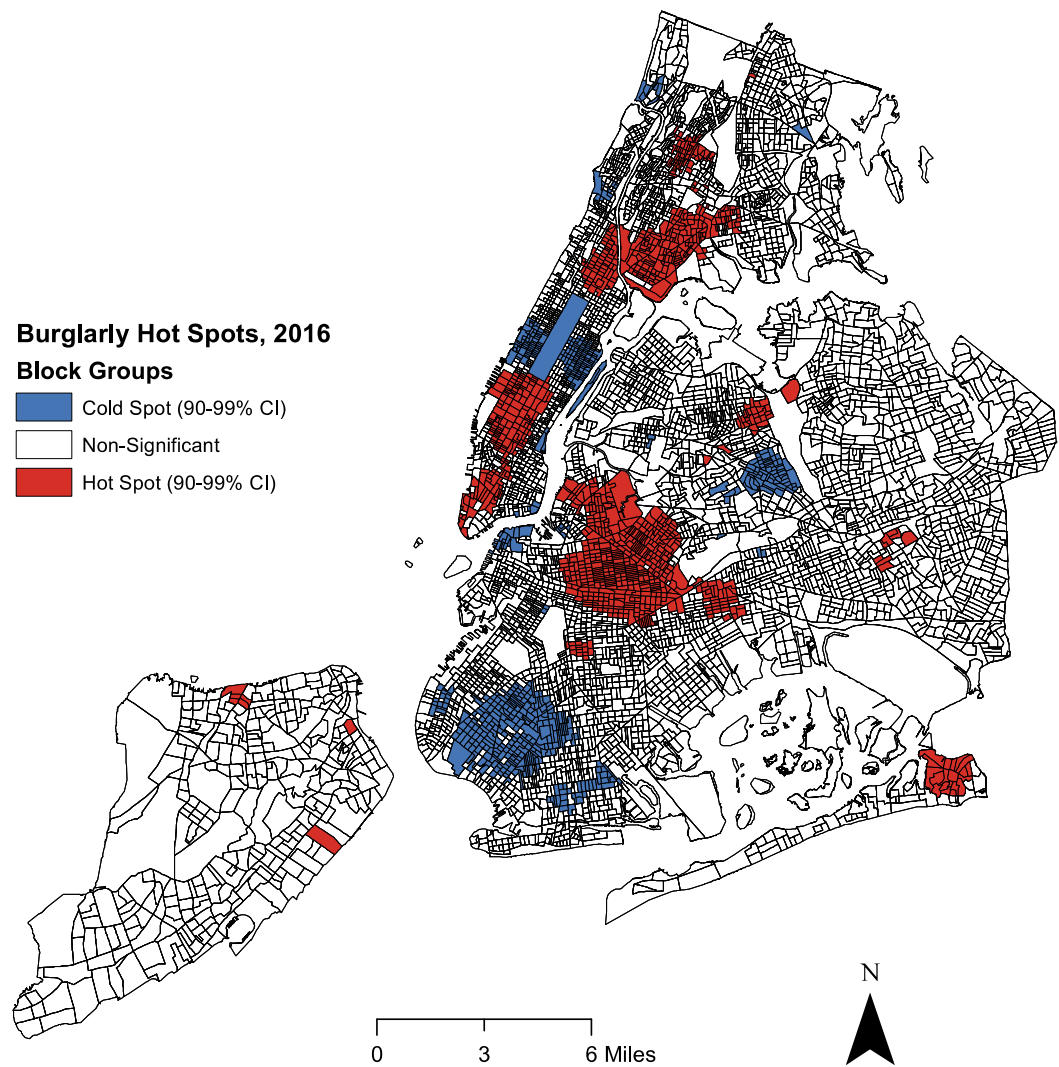 Burglarly Hot Spots, 2016
Block Groups
Cold Spot (90-99% CI)
Non-Significant
Hot Spot (90-99% CI)
N
0 3 6 Miles